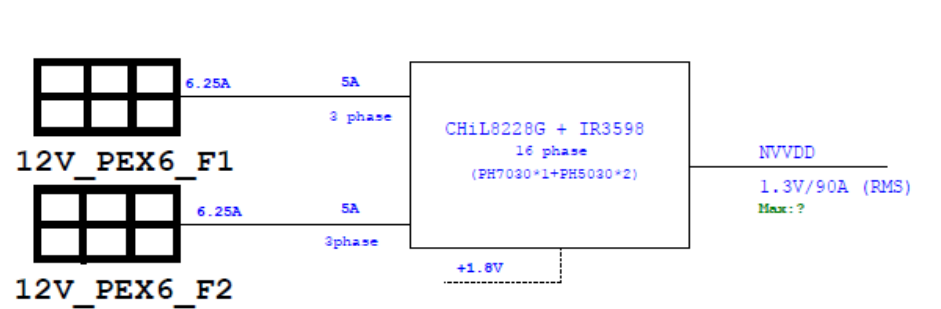 6.25A
5A
3 phase
12V_PEX6_F1
CHiL8228G + IR3598
16 phase
(PH7030*1+PH5030*2)
NVVDD
1.3V/90A (RMS)
Max:?
6.25A
5A
3phase
12V_PEX6_F2
+1.8V